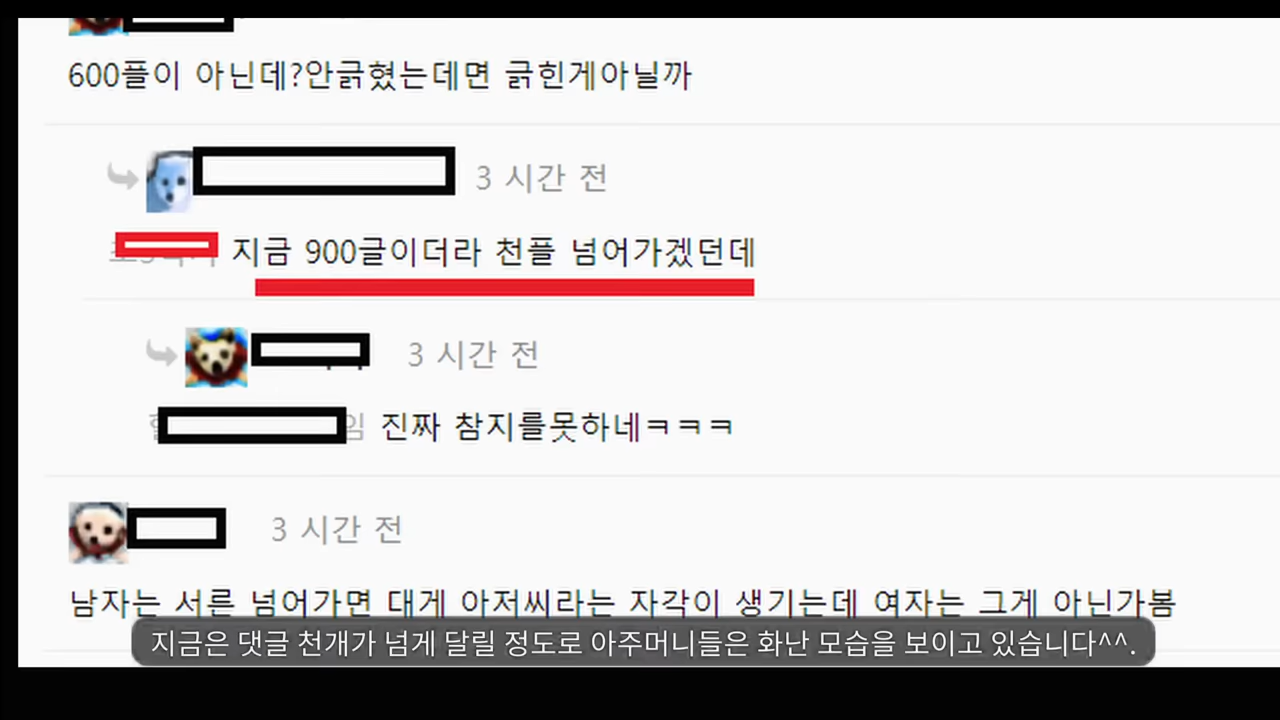 600플이 아닌데?안긁혔는데면 긁힌게아닐까
3 시간 전
지금 900글이더라 천플 넘어가겠던데
3 시간 전
임 진짜 참지를못하네ㅋㅋㅋ
3 시간 전
남자는 서른 넘어가면 대게 아저씨라는 자각이 생기는데 여자는 그게 아닌가봄
지금은 댓글 천개가 넘게 달릴 정도로 아주머니들은 화난 모습을 보이고 있습니다^^.